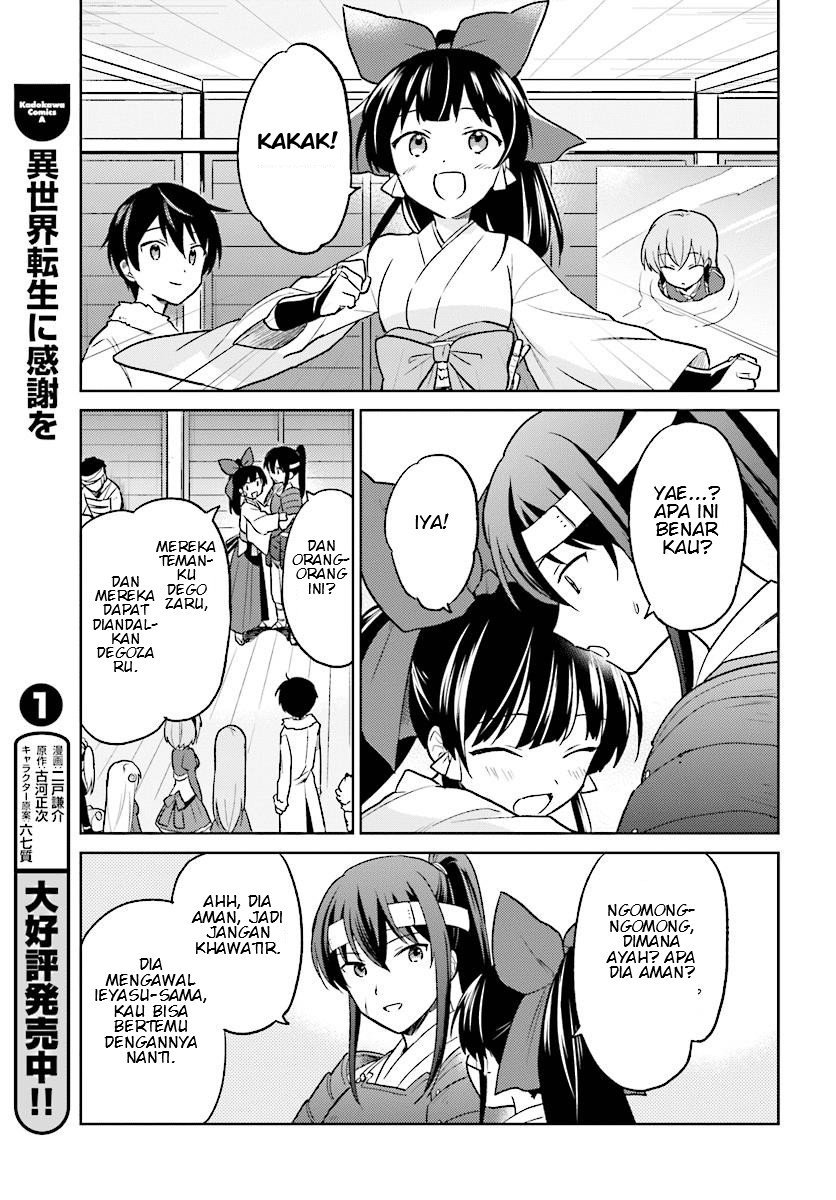 KAKAK!
YAE...?
APA INI
BENAR
KAU?
IYA!
DAN
ORANG-
ORANG
INI?
MEREKA
TEMAN-
KU
DEGO
ZARU,
DAN
MEREKA
DAPAT
DIANDAL-
KAN
DEGOZA
RU.
NGOMONG-
NGOMONG,
DIMANA
AYAH? APA
DIA AMAN?
AHH, DIA
AMAN, JADI
JANGAN
KHAWATIR.
DIA
MENGAWAL
IEYASU-SAMA,
KAU BISA
BERTEMU
DENGANNYA
NANTI.
Kadokawa
Comics
A
異世界転生に感謝を
1
漫画:二戸謙介
原作:古河正次
キャラクター原案:六七質
大好評発売中!!